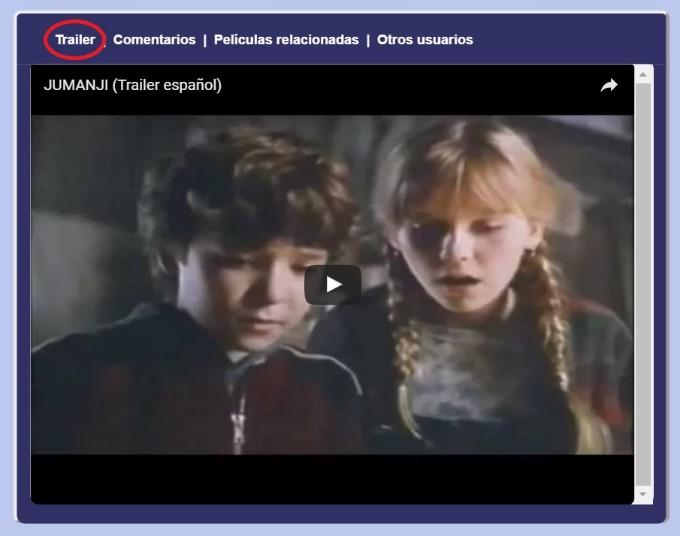 Trailer | Comentarios | Películas relacionadas | Otros usuarios
JUMANJI (Trailer español)